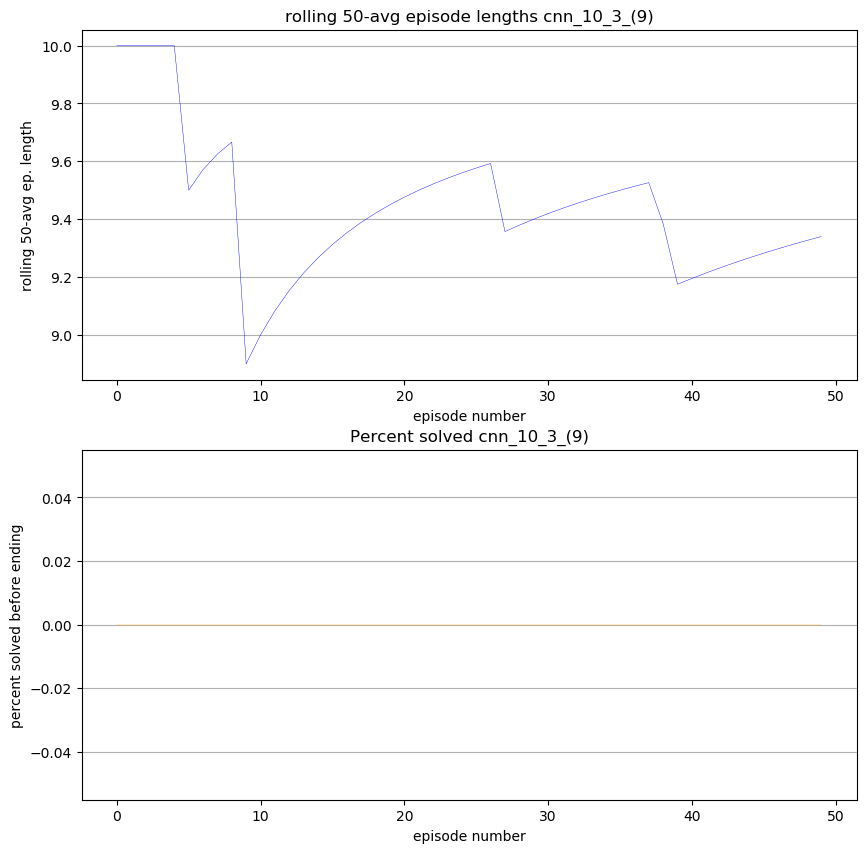 rolling 50-avg episode lengths cnn_10_3_(9)
rolling 50-avg ep. length
10.0
9.8
9.6
9.4
9.2
9.0
0 10 20 30 40 50
episode number
Percent solved cnn_10_3_(9)
percent solved before ending
0.04
0.02
0.00
−0.02
−0.04
0 10 20 30 40 50
episode number